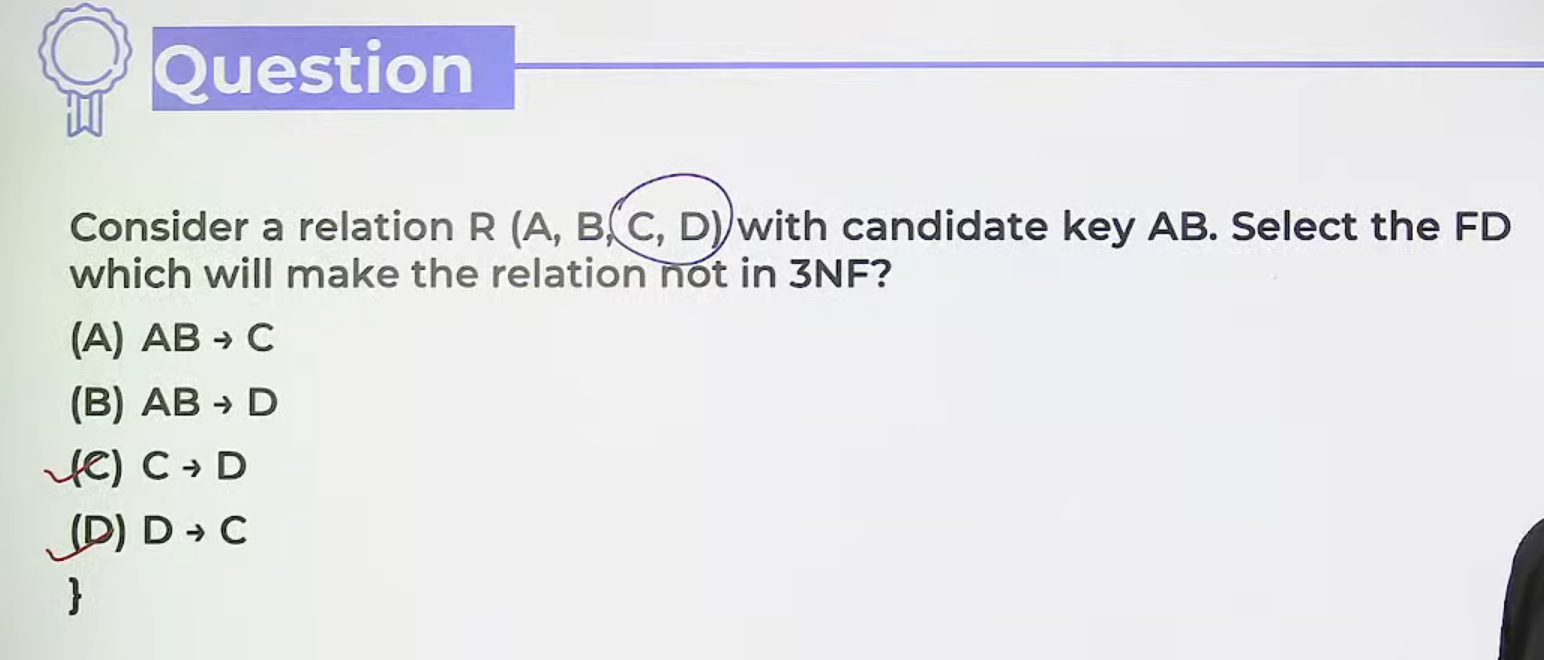 Question
Consider a relation R (A, B, C, D) with candidate key AB. Select the FD
which will make the relation not in 3NF?
(A) AB → C
(B) AB → D
(C) C → D
(D) D → C
}